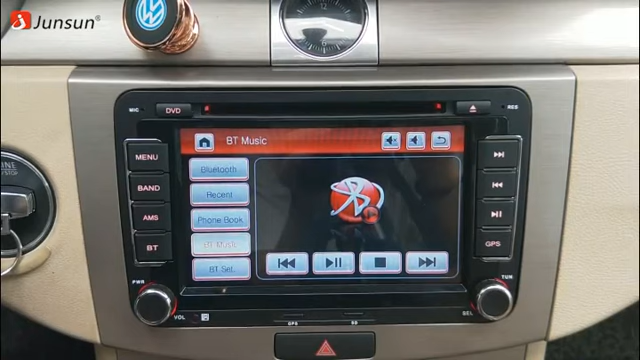 Junsun®
MIC
DVD
RES
BT Music
MENU
BAND
AMS
BT
Bluetooth
Recent
Phone Book
BT Music
BT Set.
GPS
PWR
VOL
TUN
SEL
GPS
SD